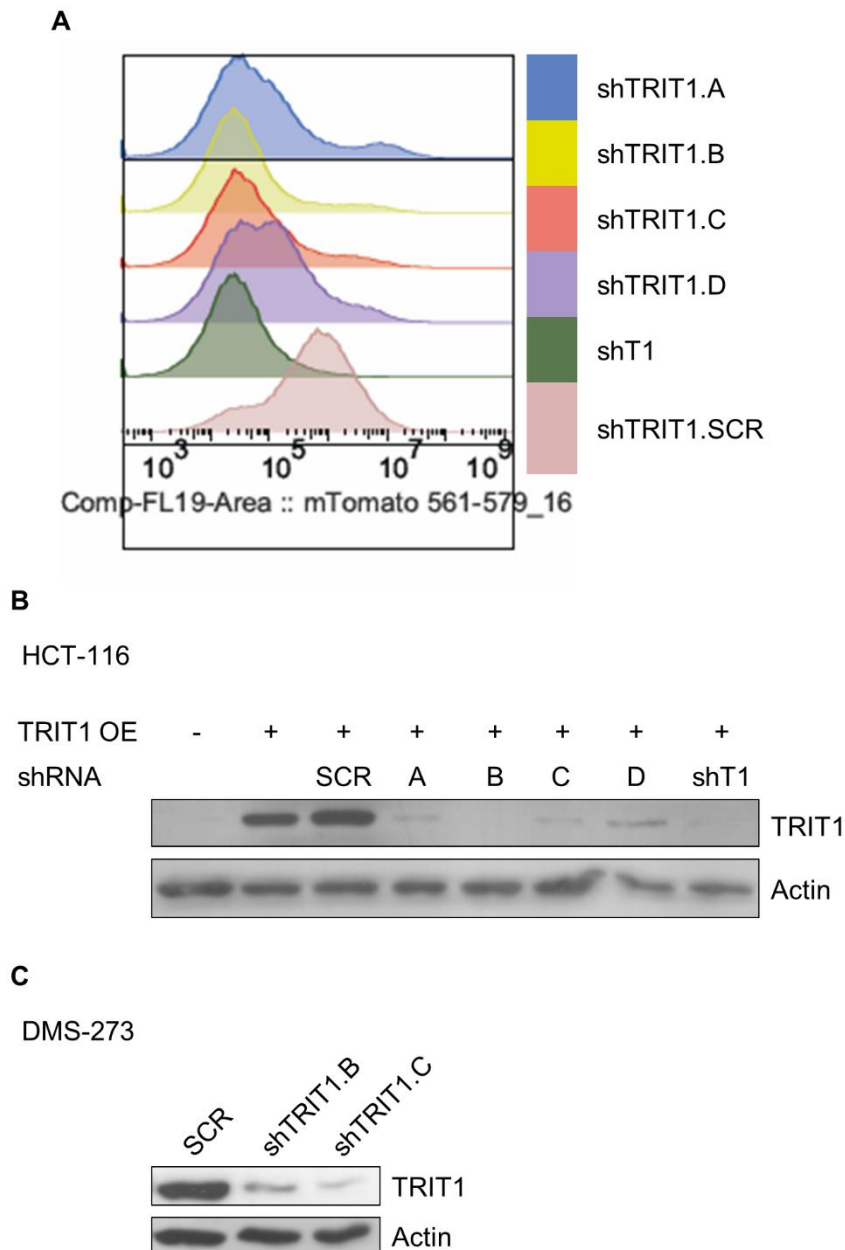 A
shTRIT1.A
shTRIT1.B
shTRIT1.C
shTRIT1.D
shT1
shTRIT1.SCR
10^3 10^5 10^7 10^9
Comp-FL19-Area :: mTomato 561-579_16
B
HCT-116
TRIT1 OE - + + + + + + +
shRNA SCR A B C D shT1
TRIT1
Actin
C
DMS-273
SCR shTRIT1.B shTRIT1.C
TRIT1
Actin